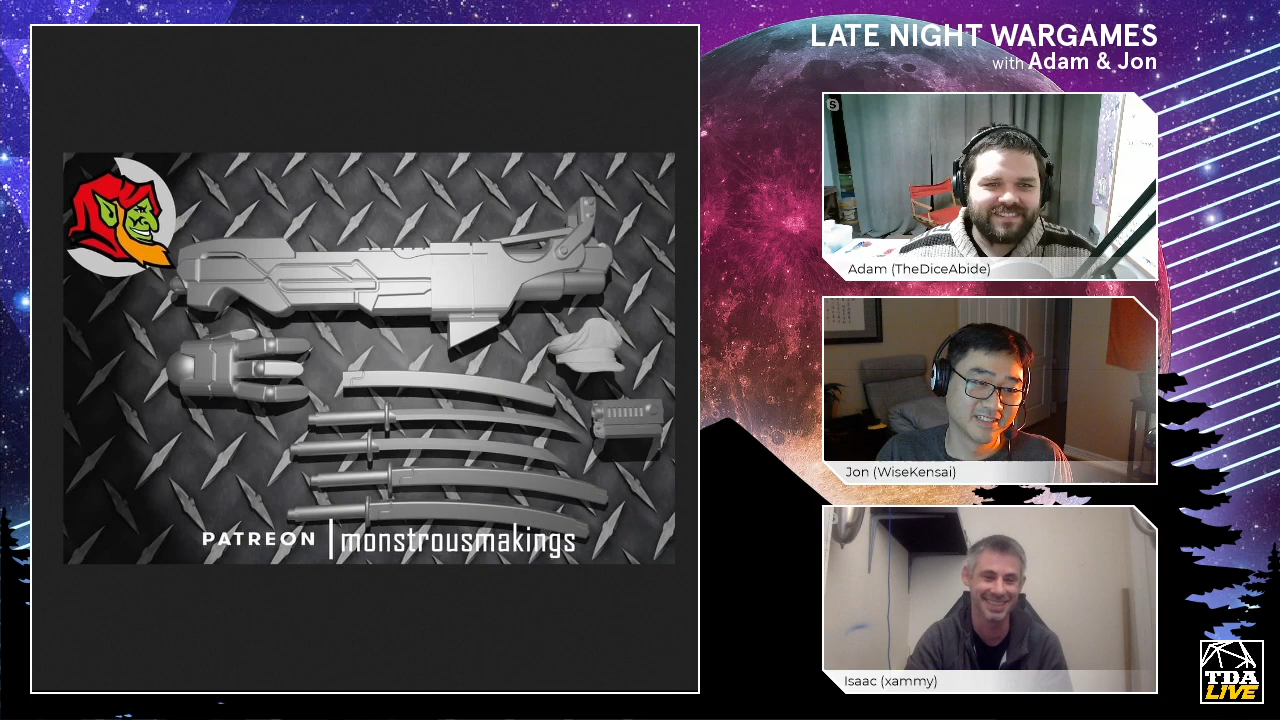 LATE NIGHT WARGAMES
with Adam & Jon
Adam (TheDiceAbide)
Jon (WiseKensai)
Isaac (xammy)
PATREON | monstrousmakings
TDA
LIVE